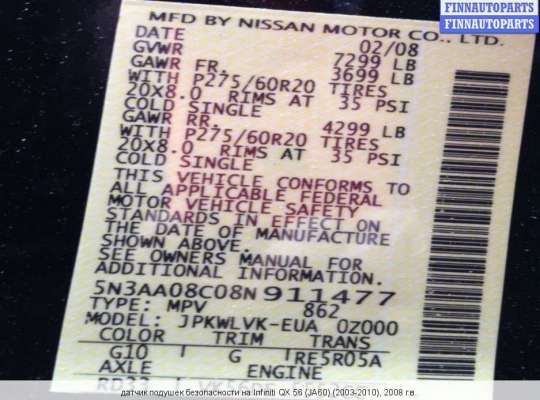 FINNAUTOPARTS
FINNAUTOPARTS
MFD BY NISSAN MOTOR CO., LTD.
DATE 02/08
GVWR 7299 LB
GAWR FR. 3699 LB
WITH P275/60R20 TIRES
20X8.0 RIMS AT 35 PSI
COLD SINGLE
GAWR RR. 4299 LB
WITH P275/60R20 TIRES
20X8.0 RIMS AT 35 PSI
COLD SINGLE
THIS VEHICLE CONFORMS TO
ALL APPLICABLE FEDERAL
MOTOR VEHICLE SAFETY
STANDARDS IN EFFECT ON
THE DATE OF MANUFACTURE
SHOWN ABOVE.
SEE OWNERS MANUAL FOR
ADDITIONAL INFORMATION.
5N3AA08C08N911477
TYPE: MPV 862
MODEL: JPKWLVK-EUA 0Z000
COLOR TRIM TRANS
G10 G RE5R05A
AXLE ENGINE
RD33
датчик подушек безопасности на Infiniti QX 56 (JA60) (2003-2010), 2008 г.в.